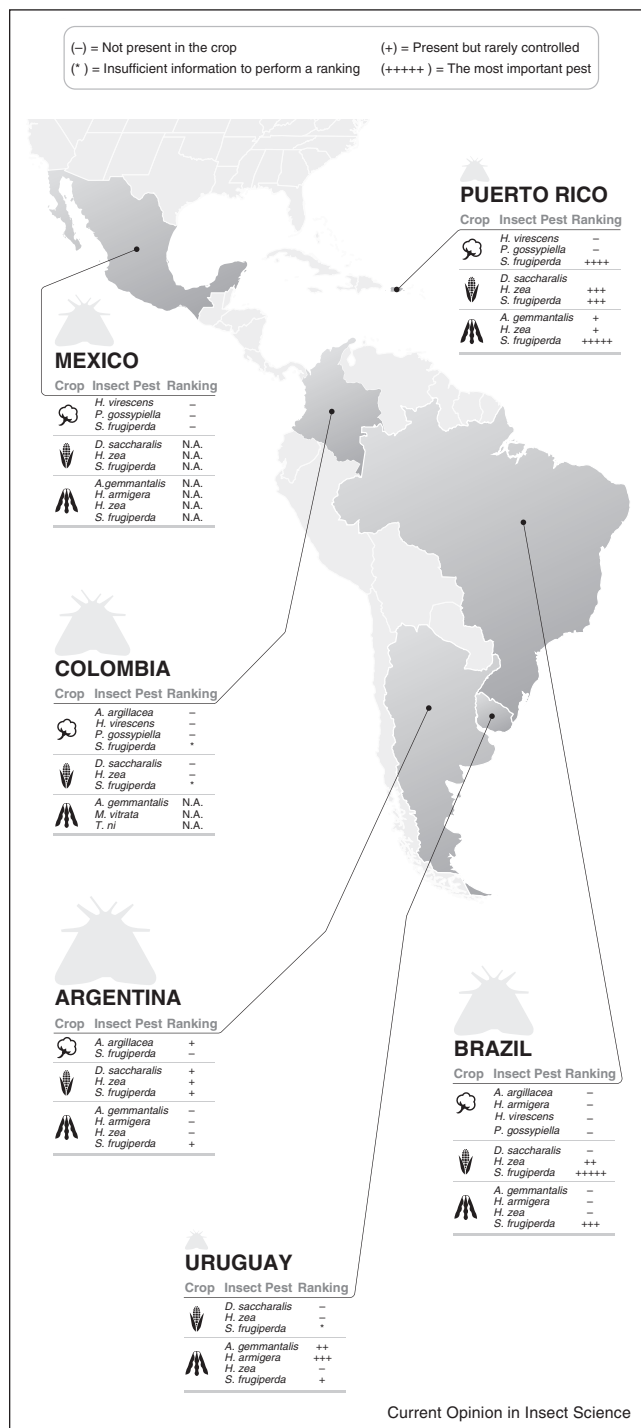 (–) = Not present in the crop (+) = Present but rarely controlled
(* ) = Insufficient information to perform a ranking (+++++ ) = The most important pest
PUERTO RICO
Crop Insect Pest Ranking
H. virescens –
P. gossypiella –
S. frugiperda ++++
D. saccharalis
H. zea +++
S. frugiperda +++
A. gemmantalis +
H. zea +
S. frugiperda +++++
MEXICO
Crop Insect Pest Ranking
H. virescens –
P. gossypiella –
S. frugiperda –
D. saccharalis N.A.
H. zea N.A.
S. frugiperda N.A.
A.gemmantalis N.A.
H. armigera N.A.
H. zea N.A.
S. frugiperda N.A.
COLOMBIA
Crop Insect Pest Ranking
A. argillacea –
H. virescens –
P. gossypiella –
S. frugiperda *
D. saccharalis –
H. zea –
S. frugiperda *
A. gemmantalis N.A.
M. vitrata N.A.
T. ni N.A.
ARGENTINA
Crop Insect Pest Ranking
A. argillacea +
S. frugiperda –
D. saccharalis +
H. zea +
S. frugiperda +
A. gemmantalis –
H. armigera –
H. zea –
S. frugiperda +
BRAZIL
Crop Insect Pest Ranking
A. argillacea –
H. armigera –
H. virescens –
P. gossypiella –
D. saccharalis –
H. zea ++
S. frugiperda +++++
A. gemmantalis –
H. armigera –
H. zea –
S. frugiperda +++
URUGUAY
Crop Insect Pest Ranking
D. saccharalis –
H. zea –
S. frugiperda *
A. gemmantalis ++
H. armigera +++
H. zea –
S. frugiperda +
Current Opinion in Insect Science